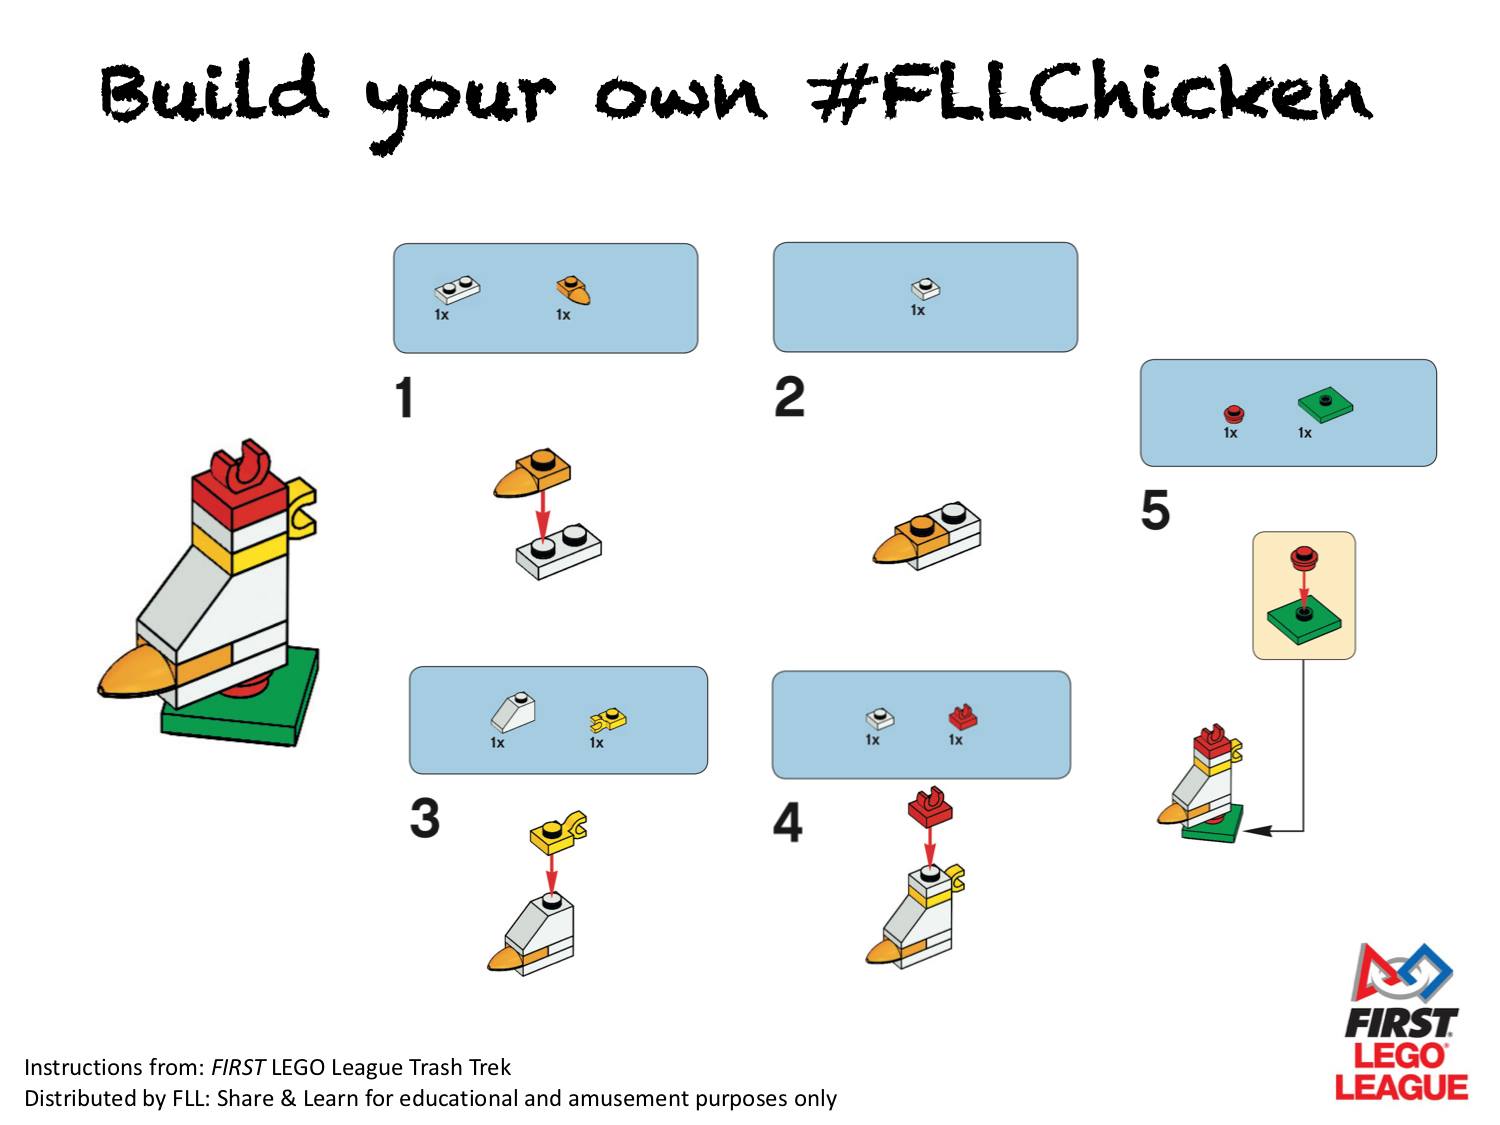 Build your own #FLLChicken
1x
1x
1
1x
2
1x
1x
3
1x
1x
4
1x
1x
5
Instructions from: FIRST LEGO League Trash Trek
Distributed by FLL: Share & Learn for educational and amusement purposes only
FIRST
LEGO
LEAGUE